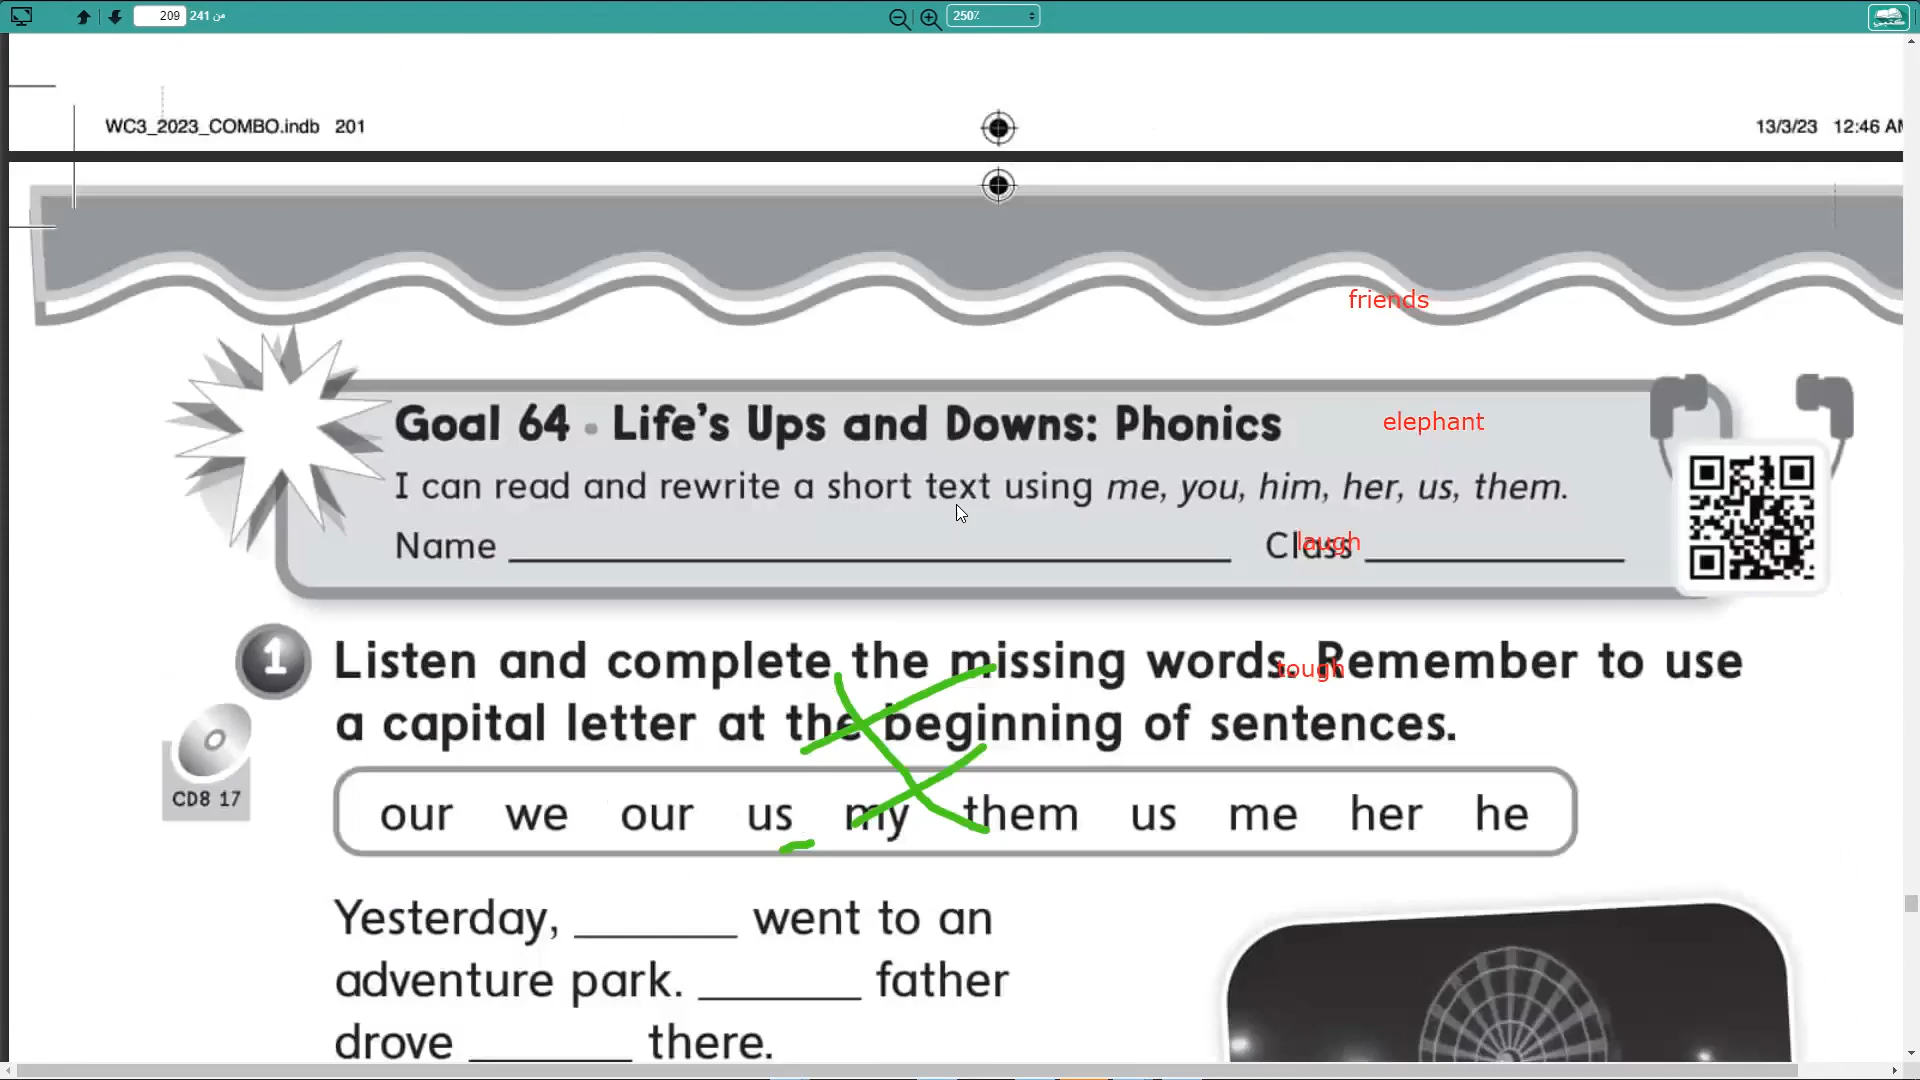 209 من 241 250%
WC3_2023_COMBO.indb 201 13/3/23 12:46 AM
friends
Goal 64 • Life's Ups and Downs: Phonics
elephant
I can read and rewrite a short text using me, you, him, her, us, them.
Name Class
laugh
1 Listen and complete the missing words. Remember to use
tough
a capital letter at the beginning of sentences.
CD8 17
our we our us my them us me her he
Yesterday, ________ went to an
adventure park. ________ father
drove ________ there.